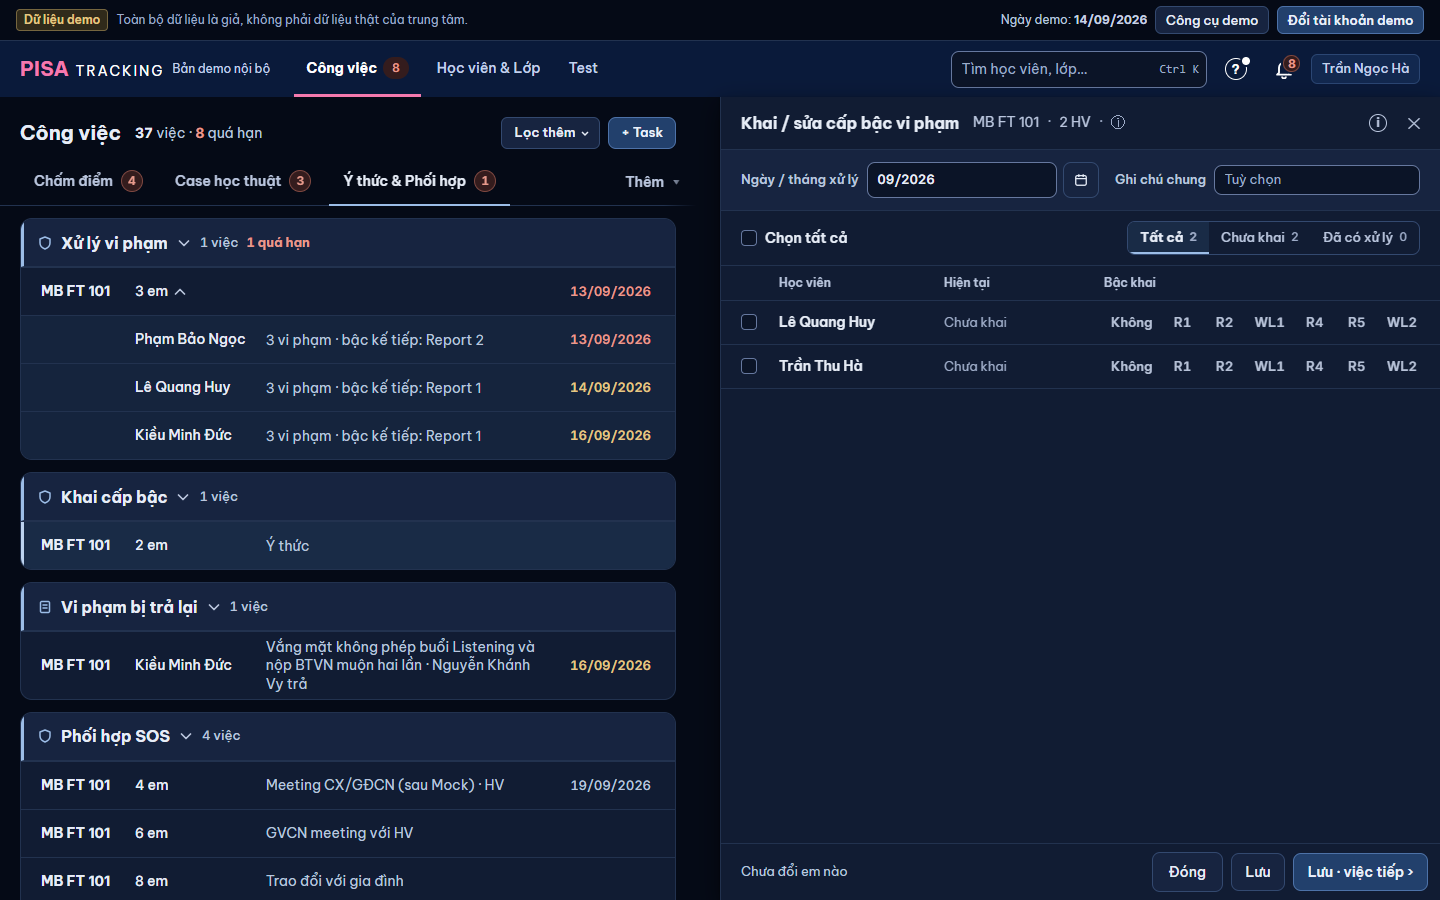 Dữ liệu demo Toàn bộ dữ liệu là giả, không phải dữ liệu thật của trung tâm. Ngày demo: 14/09/2026 Công cụ demo Đổi tài khoản demo
PISA TRACKING Bản demo nội bộ Công việc 8 Học viên & Lớp Test Tìm học viên, lớp... Ctrl K ? 8 Trần Ngọc Hà
Công việc 37 việc · 8 quá hạn Lọc thêm + Task
Chấm điểm 4 Case học thuật 3 Ý thức & Phối hợp 1 Thêm
Xử lý vi phạm 1 việc 1 quá hạn
MB FT 101 3 em 13/09/2026
Phạm Bảo Ngọc 3 vi phạm · bậc kế tiếp: Report 2 13/09/2026
Lê Quang Huy 3 vi phạm · bậc kế tiếp: Report 1 14/09/2026
Kiều Minh Đức 3 vi phạm · bậc kế tiếp: Report 1 16/09/2026
Khai cấp bậc 1 việc
MB FT 101 2 em Ý thức
Vi phạm bị trả lại 1 việc
MB FT 101 Kiều Minh Đức Vắng mặt không phép buổi Listening và
nộp BTVN muộn hai lần · Nguyễn Khánh
Vy trả 16/09/2026
Phối hợp SOS 4 việc
MB FT 101 4 em Meeting CX/GĐCN (sau Mock) · HV 19/09/2026
MB FT 101 6 em GVCN meeting với HV
MB FT 101 8 em Trao đổi với gia đình
Khai / sửa cấp bậc vi phạm MB FT 101 · 2 HV ·
Ngày / tháng xử lý 09/2026 Ghi chú chung Tuỳ chọn
Chọn tất cả Tất cả 2 Chưa khai 2 Đã có xử lý 0
Học viên Hiện tại Bậc khai
Lê Quang Huy Chưa khai Không R1 R2 WL1 R4 R5 WL2
Trần Thu Hà Chưa khai Không R1 R2 WL1 R4 R5 WL2
Chưa đổi em nào Đóng Lưu Lưu · việc tiếp ›